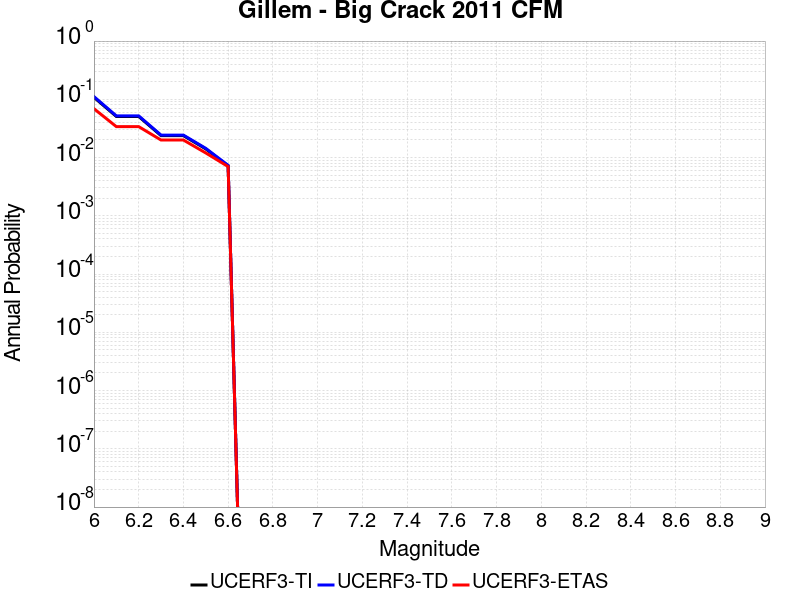 Gillem - Big Crack 2011 CFM
10^0
10^-1
10^-2
10^-3
10^-4
10^-5
10^-6
10^-7
10^-8
Annual Probability
6 6.2 6.4 6.6 6.8 7 7.2 7.4 7.6 7.8 8 8.2 8.4 8.6 8.8 9
Magnitude
UCERF3-TI UCERF3-TD UCERF3-ETAS